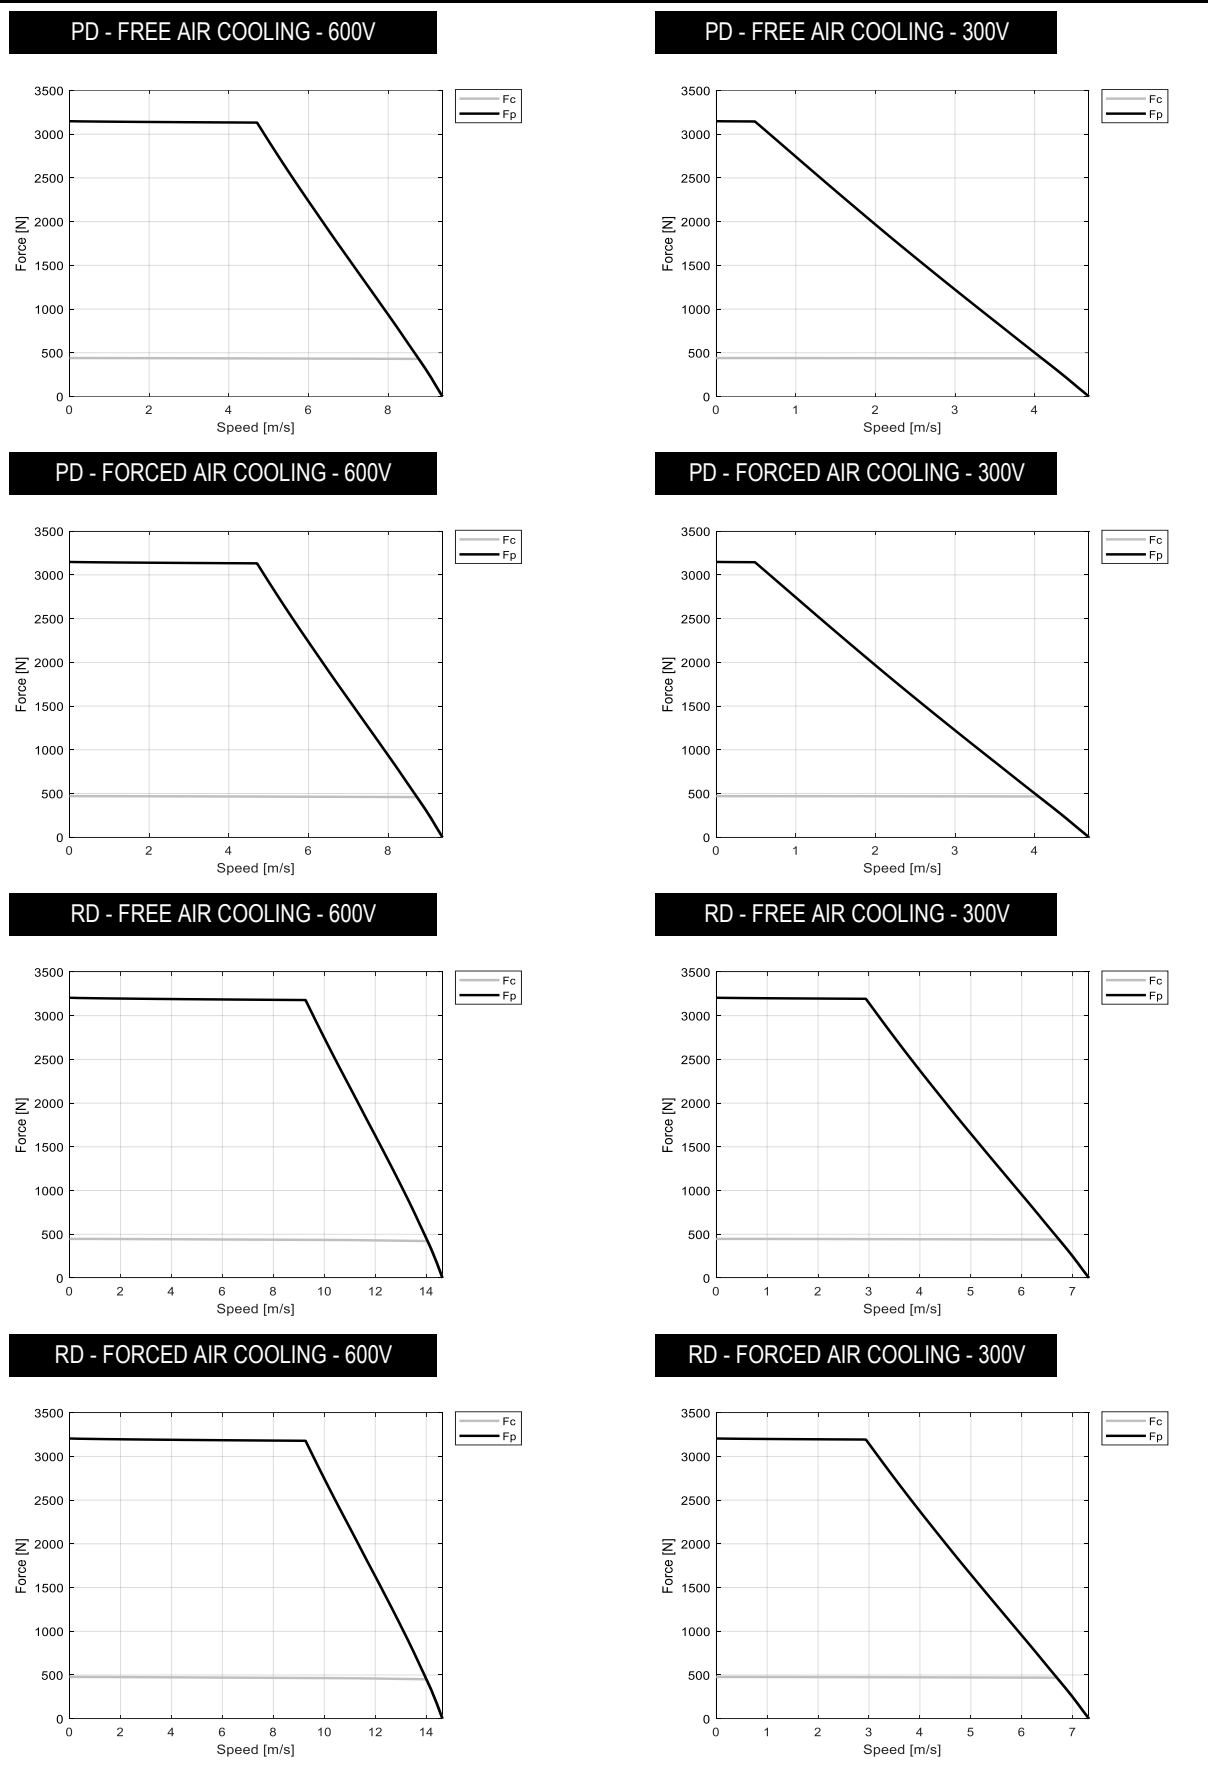 PD - FREE AIR COOLING - 600V
3500
3000
2500
2000
1500
1000
500
0
Force [N]
0 2 4 6 8
Speed [m/s]
Fc
Fp
PD - FREE AIR COOLING - 300V
3500
3000
2500
2000
1500
1000
500
0
Force [N]
0 1 2 3 4
Speed [m/s]
Fc
Fp
PD - FORCED AIR COOLING - 600V
3500
3000
2500
2000
1500
1000
500
0
Force [N]
0 2 4 6 8
Speed [m/s]
Fc
Fp
PD - FORCED AIR COOLING - 300V
3500
3000
2500
2000
1500
1000
500
0
Force [N]
0 1 2 3 4
Speed [m/s]
Fc
Fp
RD - FREE AIR COOLING - 600V
3500
3000
2500
2000
1500
1000
500
0
Force [N]
0 2 4 6 8 10 12 14
Speed [m/s]
Fc
Fp
RD - FREE AIR COOLING - 300V
3500
3000
2500
2000
1500
1000
500
0
Force [N]
0 1 2 3 4 5 6 7
Speed [m/s]
Fc
Fp
RD - FORCED AIR COOLING - 600V
3500
3000
2500
2000
1500
1000
500
0
Force [N]
0 2 4 6 8 10 12 14
Speed [m/s]
Fc
Fp
RD - FORCED AIR COOLING - 300V
3500
3000
2500
2000
1500
1000
500
0
Force [N]
0 1 2 3 4 5 6 7
Speed [m/s]
Fc
Fp